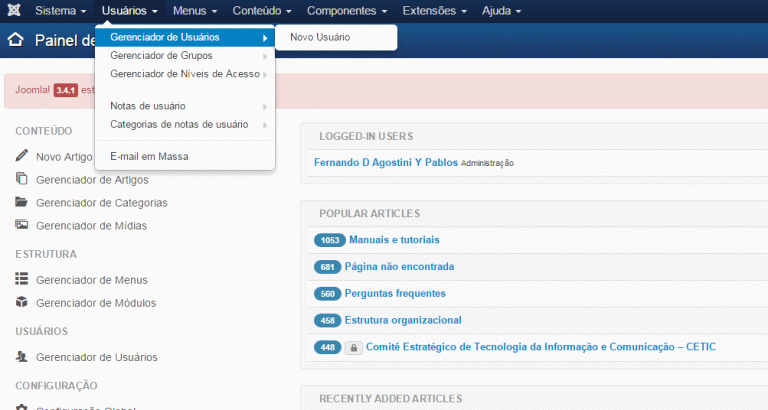 Sistema Usuários Menus Conteúdo Componentes Extensões Ajuda
Painel de
Gerenciador de Usuários
Novo Usuário
Gerenciador de Grupos
Gerenciador de Níveis de Acesso
Notas de usuário
Categorias de notas de usuário
E-mail em Massa
Joomla! 3.4.1 est
CONTEÚDO
Novo Artigo
Gerenciador de Artigos
Gerenciador de Categorias
Gerenciador de Mídias
ESTRUTURA
Gerenciador de Menus
Gerenciador de Módulos
USUÁRIOS
Gerenciador de Usuários
CONFIGURAÇÃO
Configuração Global
LOGGED-IN USERS
Fernando D Agostini Y Pablos Administração
POPULAR ARTICLES
1053 Manuais e tutoriais
681 Página não encontrada
560 Perguntas frequentes
458 Estrutura organizacional
448 Comitê Estratégico de Tecnologia da Informação e Comunicação – CETIC
RECENTLY ADDED ARTICLES